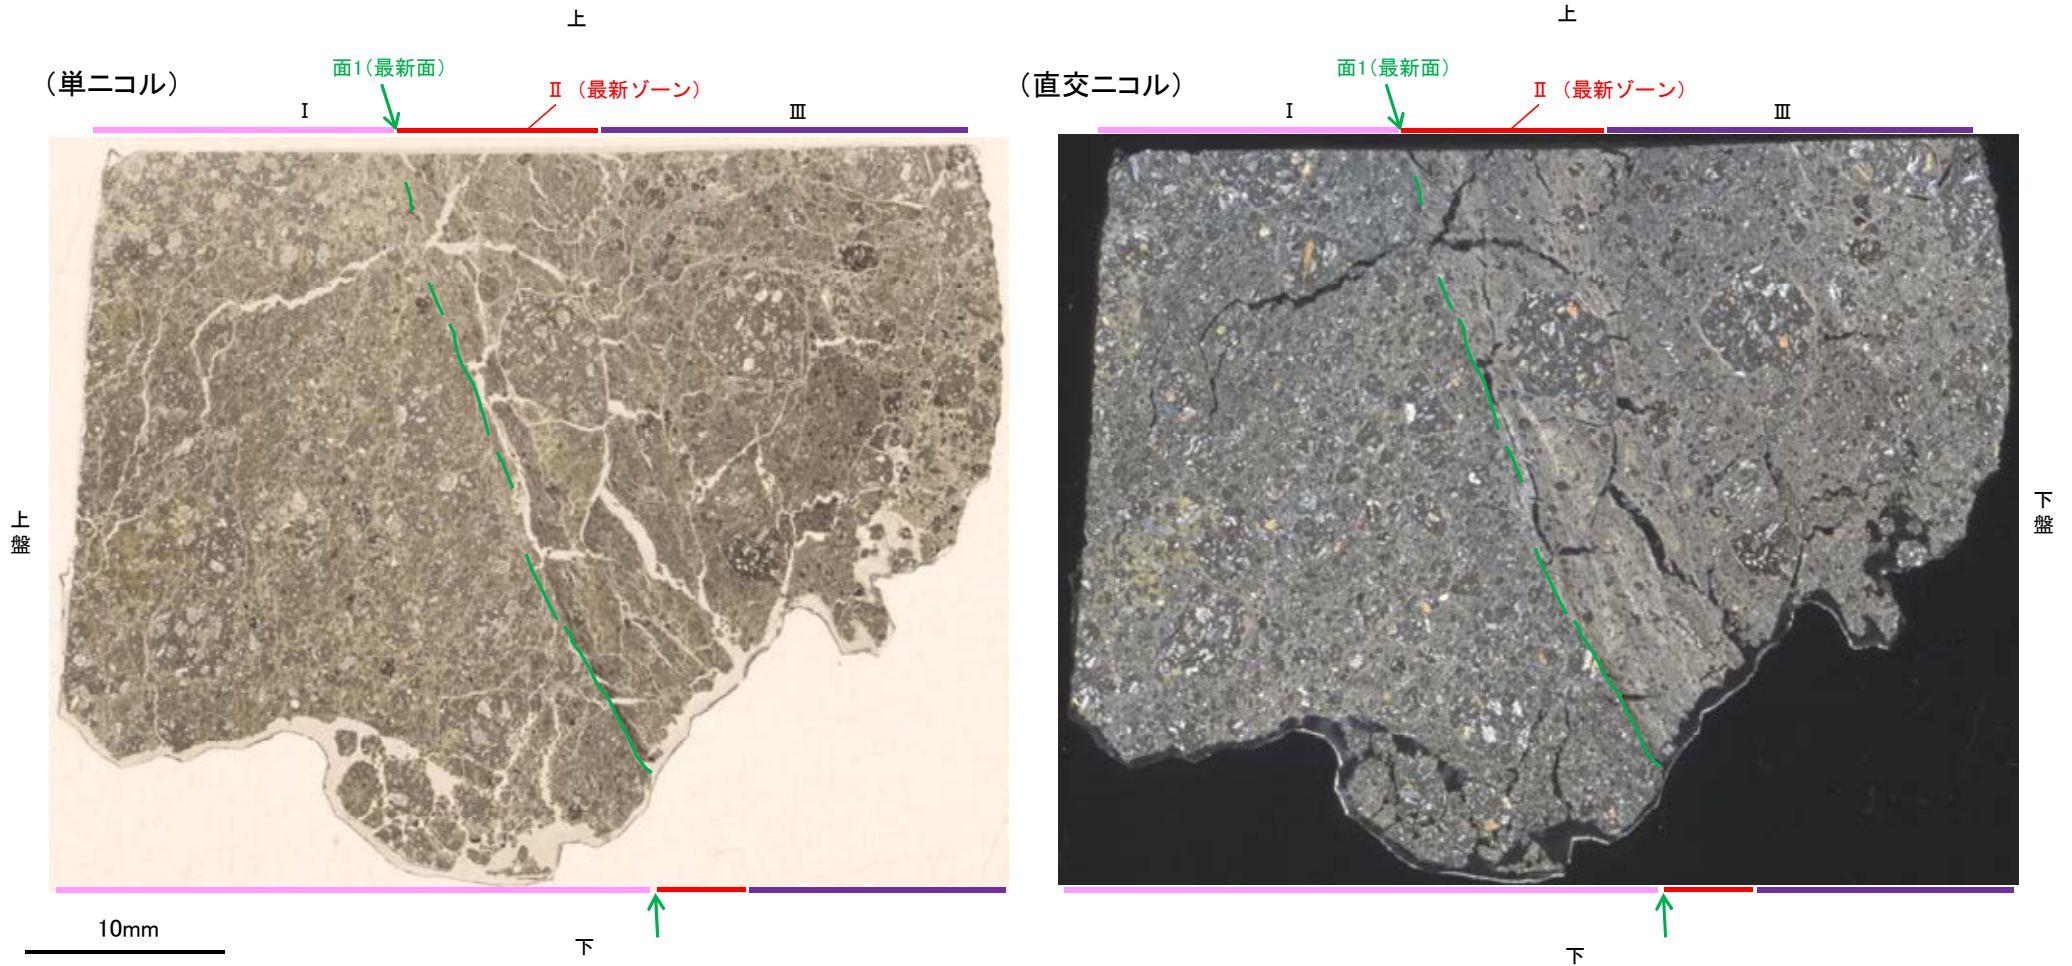 上
(単ニコル)
面1(最新面)
Ⅱ (最新ゾーン)
Ⅰ
Ⅲ
上盤
10mm
下
上
(直交ニコル)
面1(最新面)
Ⅱ (最新ゾーン)
Ⅰ
Ⅲ
下盤
下